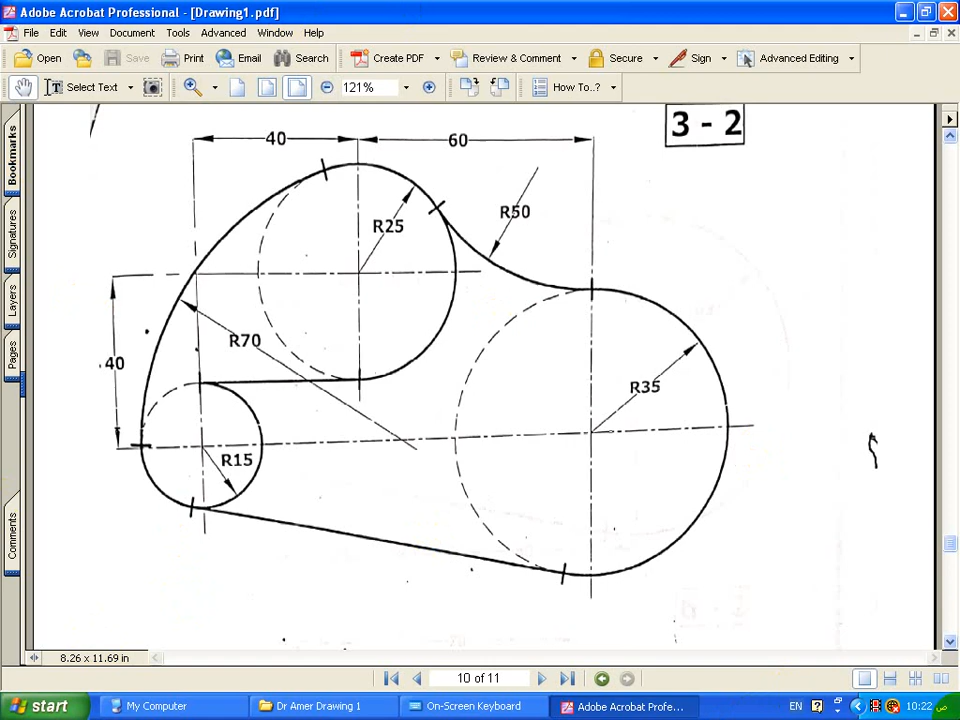 Adobe Acrobat Professional - [Drawing1.pdf]
File Edit View Document Tools Advanced Window Help
Open Save Print Email Search Create PDF Review & Comment Secure Sign Advanced Editing
Select Text 121% How To..?
Bookmarks
Signatures
Layers
Pages
Comments
3 - 2
40
60
R25
R50
40
R70
R35
R15
8.26 x 11.69 in
10 of 11
start My Computer Dr Amer Drawing 1 On-Screen Keyboard Adobe Acrobat Profe... EN 10:22 ص